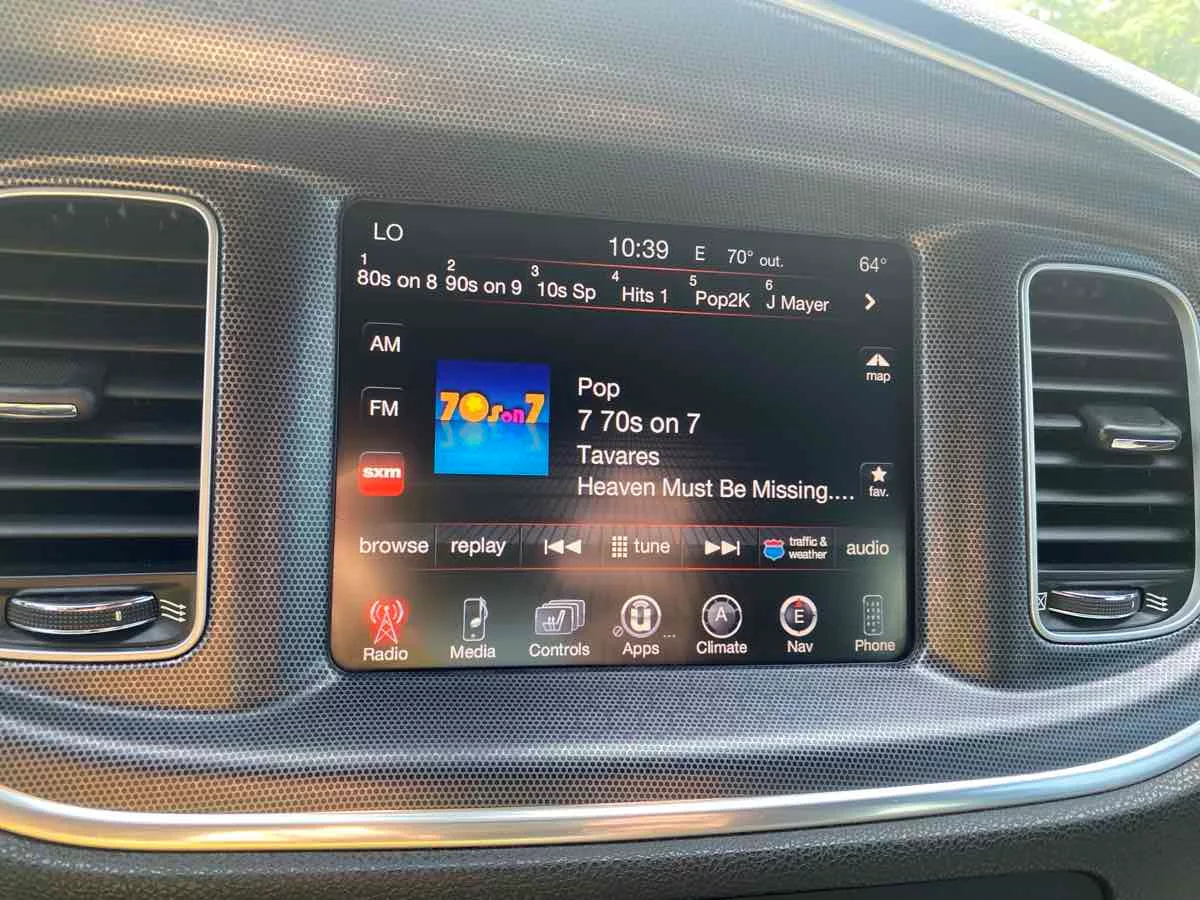 LO 10:39 E 70° out. 64°
1 2 3 4 5 6
80s on 8 90s on 9 10s Sp Hits 1 Pop2K J Mayer
AM
map
FM
70s on 7
Pop
7 70s on 7
Tavares
Heaven Must Be Missing....
sxm
fav.
browse replay tune traffic & weather audio
A E
Radio Media Controls Apps ... Climate Nav Phone